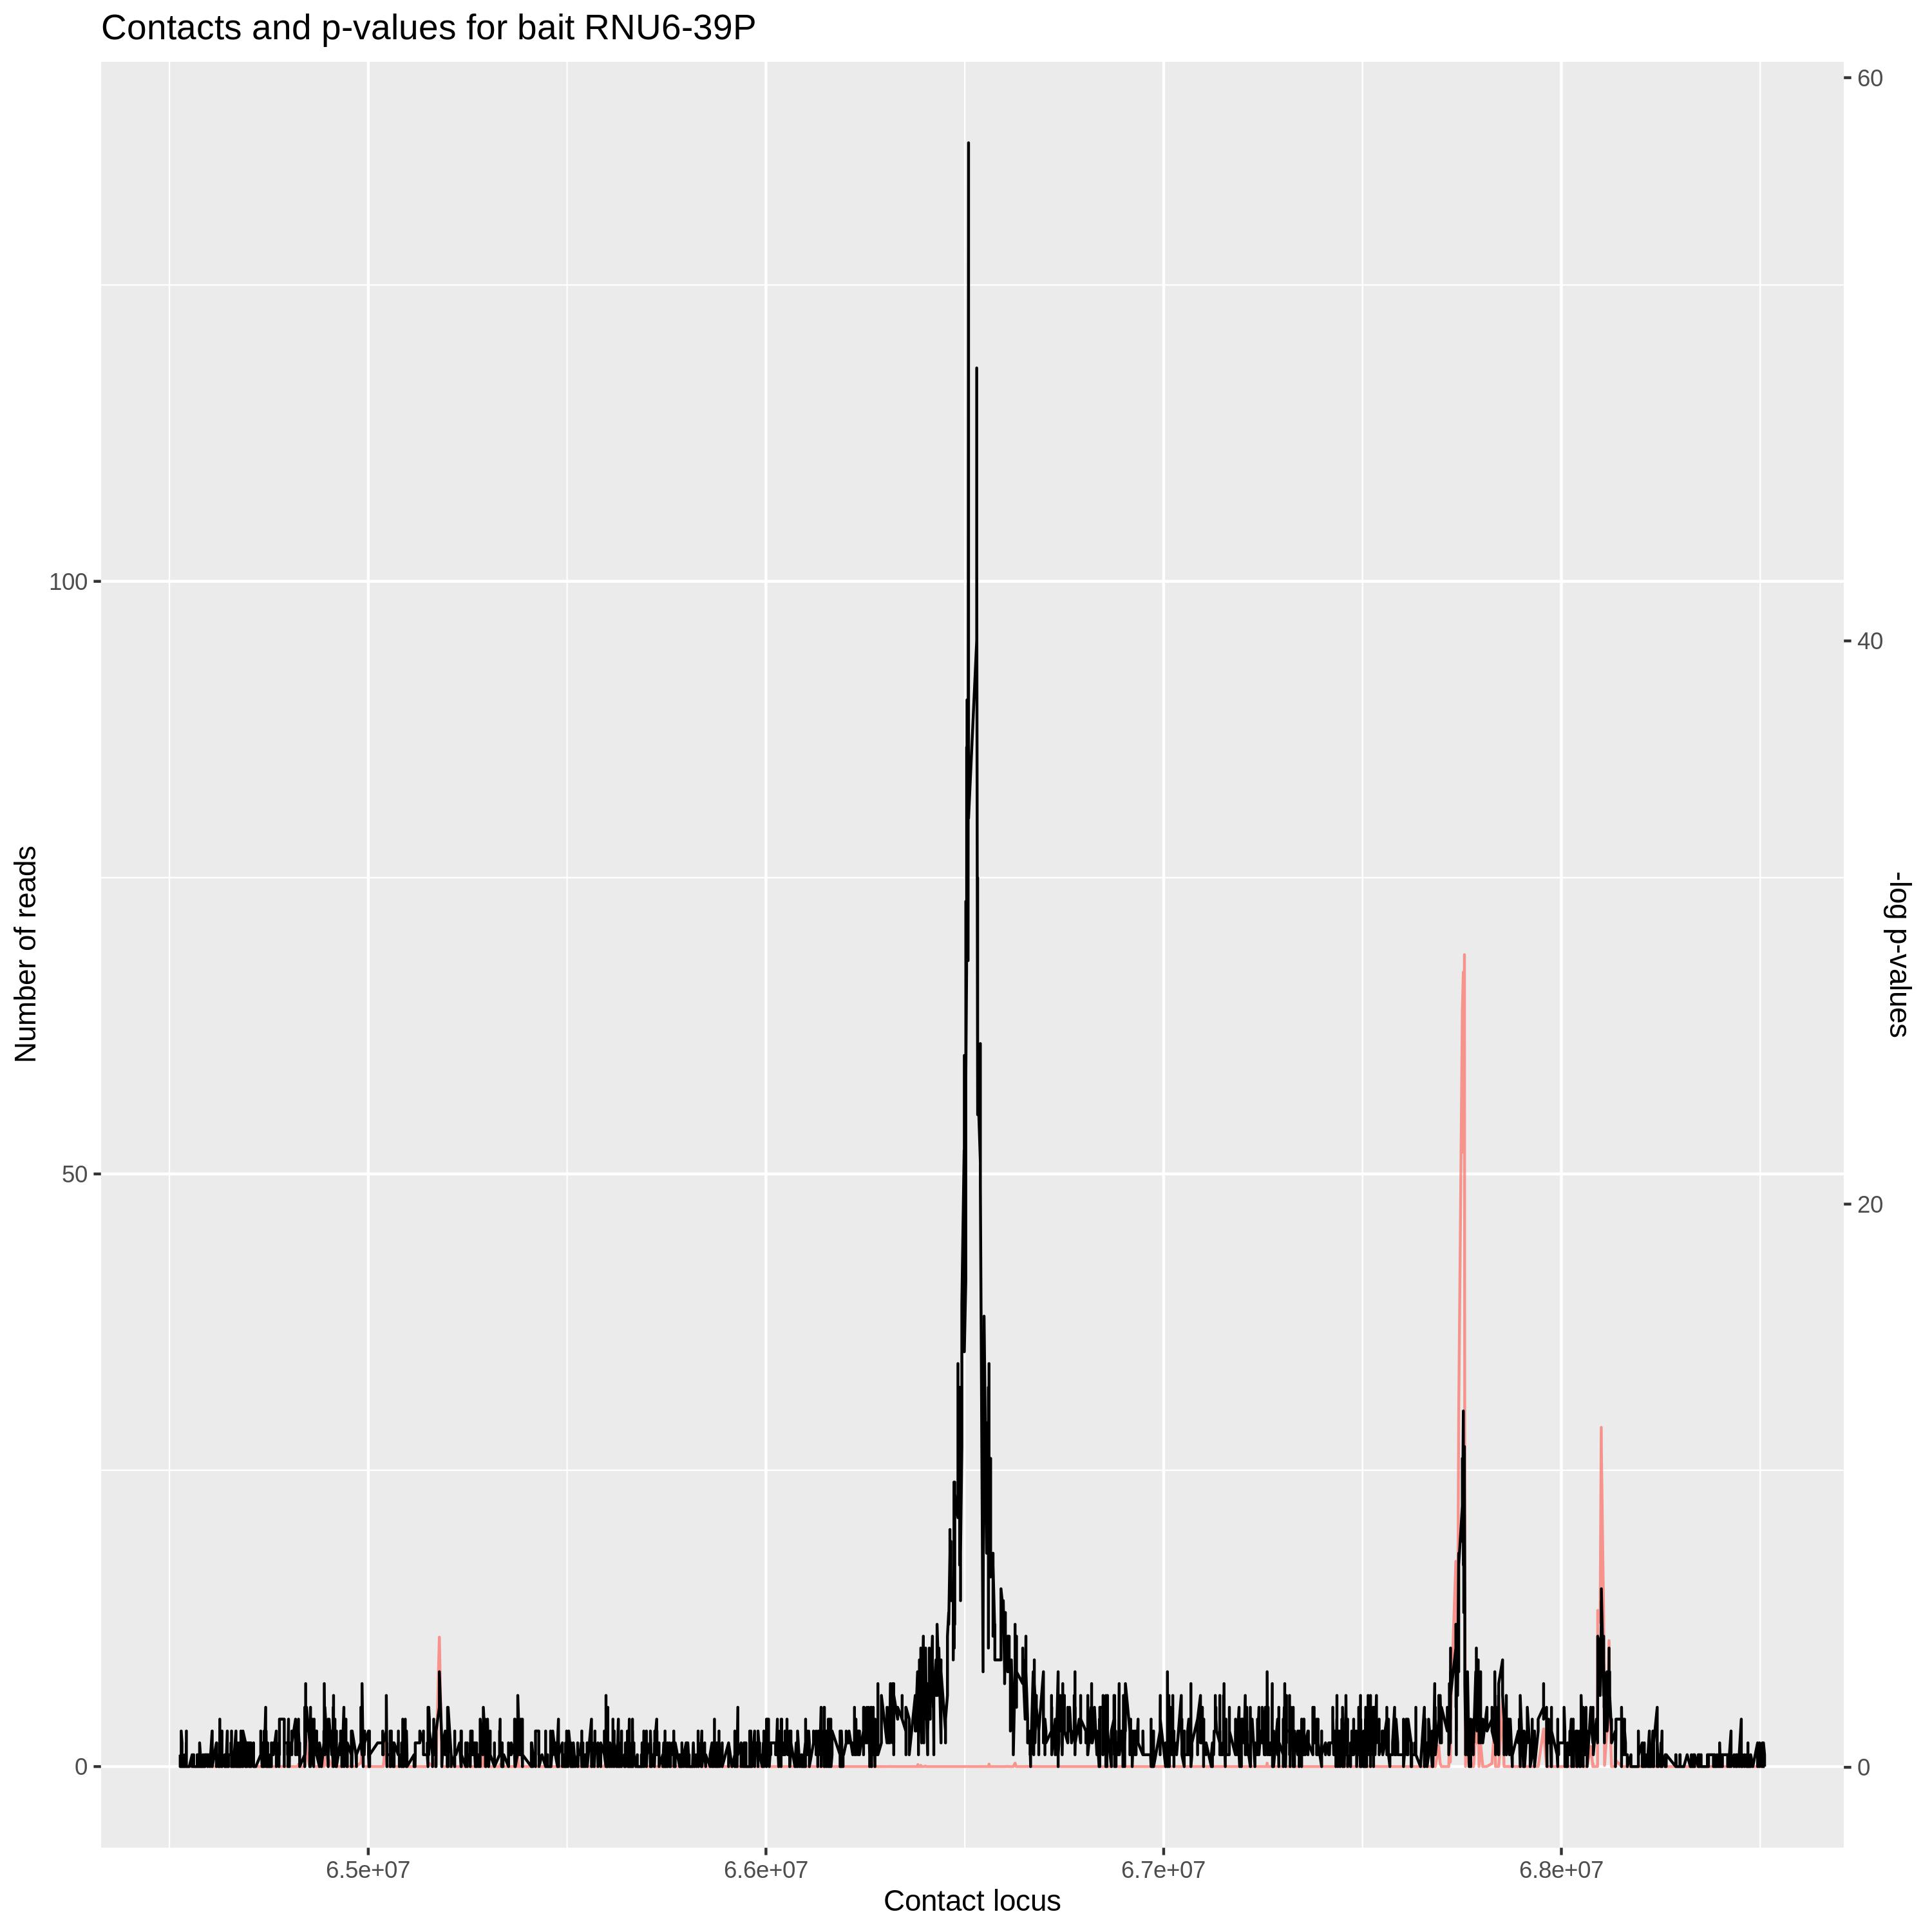 Contacts and p-values for bait RNU6-39P
60
100
40
Number of reads
-log p-values
50
20
0
0
6.5e+07
6.6e+07
6.7e+07
6.8e+07
Contact locus